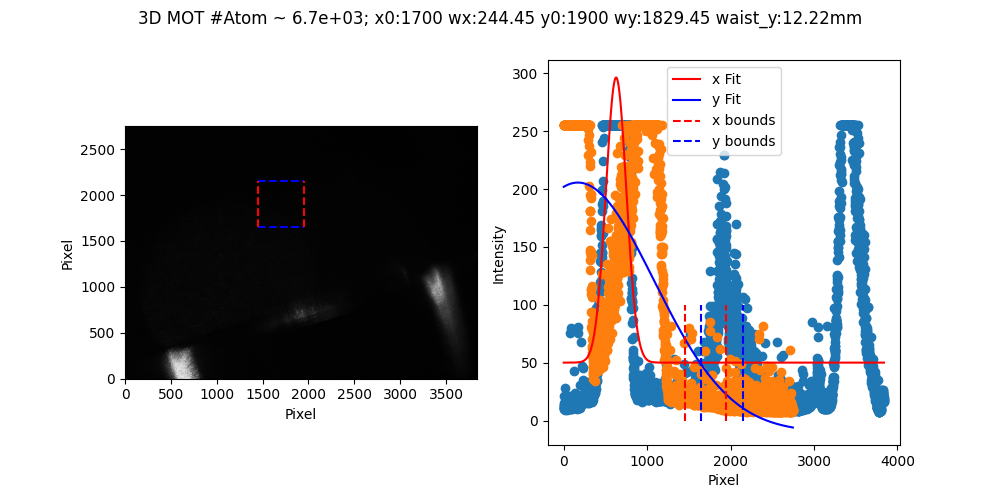 3D MOT #Atom ~ 6.7e+03; x0:1700 wx:244.45 y0:1900 wy:1829.45 waist_y:12.22mm
2500
2000
1500
1000
500
0
Pixel
0 500 1000 1500 2000 2500 3000 3500
Pixel
300
250
200
150
100
50
0
Intensity
x Fit
y Fit
x bounds
y bounds
0 1000 2000 3000 4000
Pixel